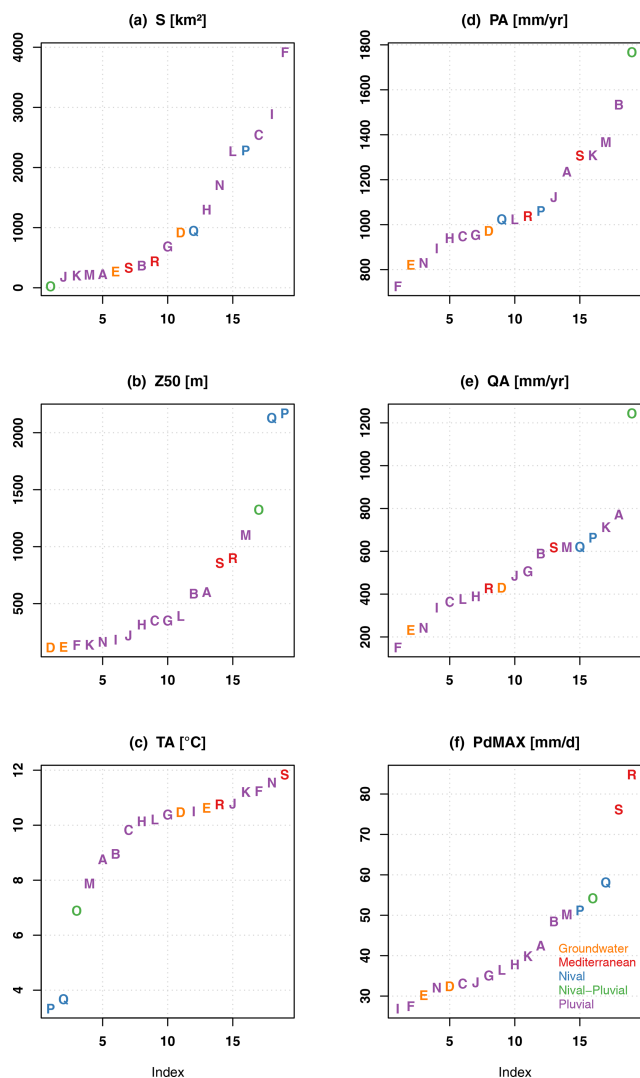 (a) S [km²]
4000
3000
2000
1000
0
O J K M A E S B R G D Q H N L P C I F
5 10 15
(d) PA [mm/yr]
1800
1600
1400
1200
1000
800
F E N I H C G D Q L R P J A S K M B O
5 10 15
(b) Z50 [m]
2000
1500
1000
500
D E F K N I J H C G L B A S R M O Q P
5 10 15
(e) QA [mm/yr]
1200
1000
800
600
400
200
F E N I C L H R D J G B S M Q P K A O
5 10 15
(c) TA [°C]
12
10
8
6
4
P Q O M A B C H L G D I E R J K F N S
5 10 15
Index
(f) PdMAX [mm/d]
80
70
60
50
40
30
I F E N D C J G L H K A B M P O Q S R
Groundwater
Mediterranean
Nival
Nival−Pluvial
Pluvial
5 10 15
Index